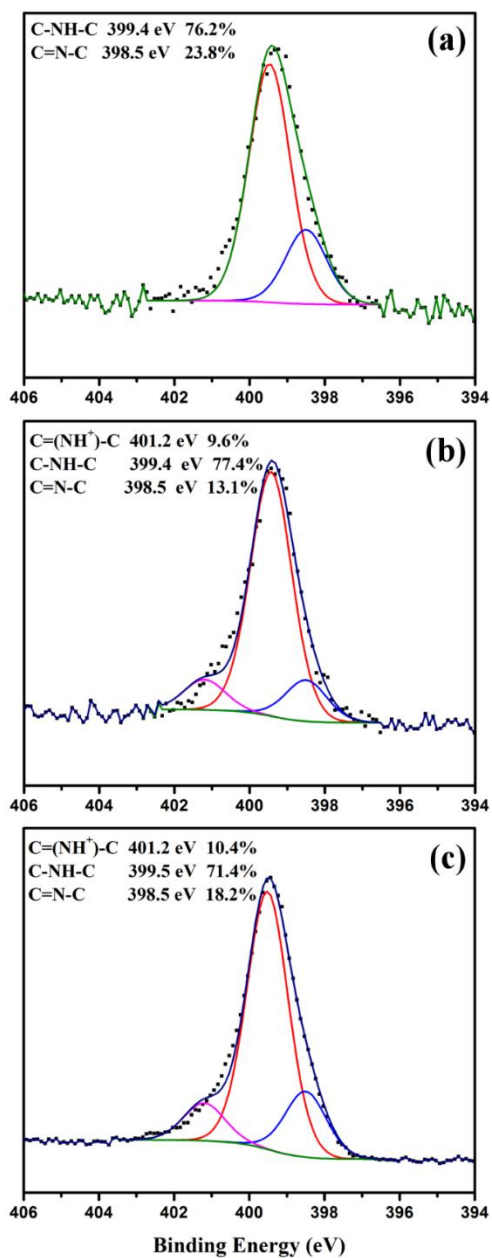 C-NH-C 399.4 eV 76.2%
C=N-C 398.5 eV 23.8%
(a)
406 404 402 400 398 396 394
C=(NH⁺)-C 401.2 eV 9.6%
C-NH-C 399.4 eV 77.4%
C=N-C 398.5 eV 13.1%
(b)
406 404 402 400 398 396 394
C=(NH⁺)-C 401.2 eV 10.4%
C-NH-C 399.5 eV 71.4%
C=N-C 398.5 eV 18.2%
(c)
406 404 402 400 398 396 394
Binding Energy (eV)